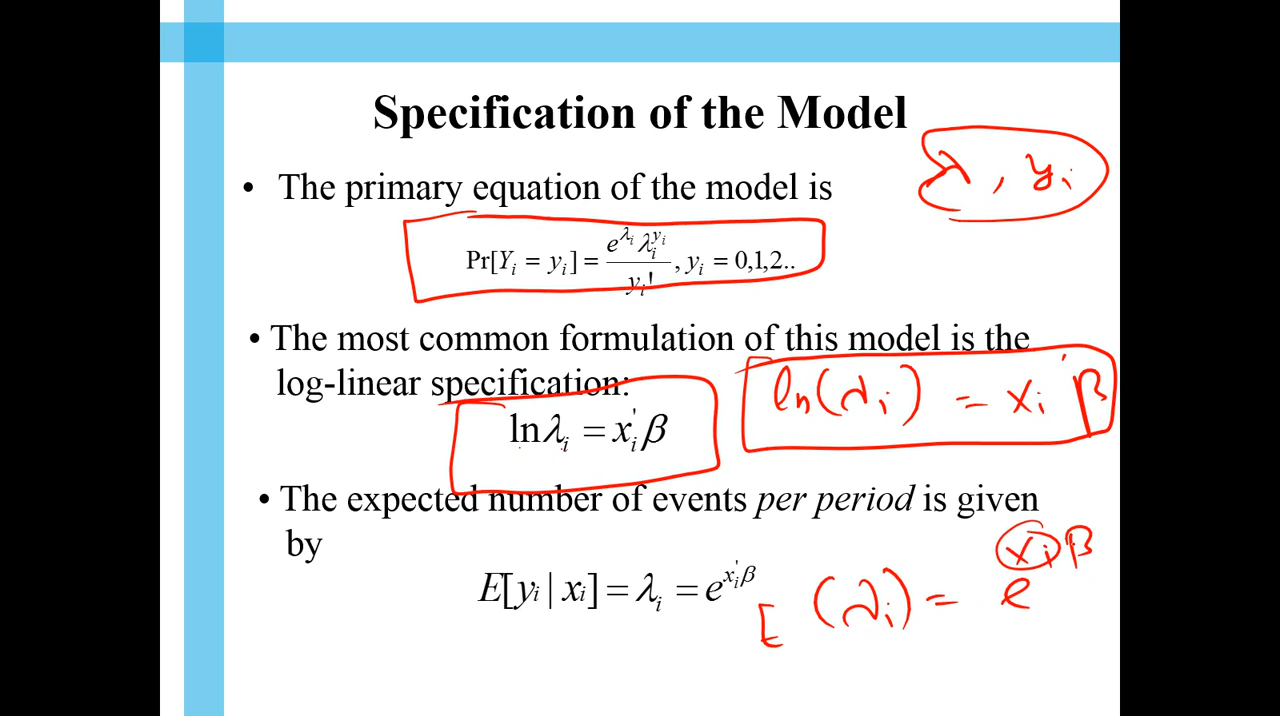 Specification of the Model
λ , yᵢ
• The primary equation of the model is
Pr[Yᵢ = yᵢ] = e^λᵢ λᵢ^yᵢ / yᵢ! , yᵢ = 0,1,2..
• The most common formulation of this model is the
log-linear specification:
ln(λᵢ) = xᵢ'β
lnλᵢ = xᵢ'β
• The expected number of events per period is given
by
E[yᵢ | xᵢ] = λᵢ = e^xᵢ'β
E (λᵢ) = e^xᵢβ